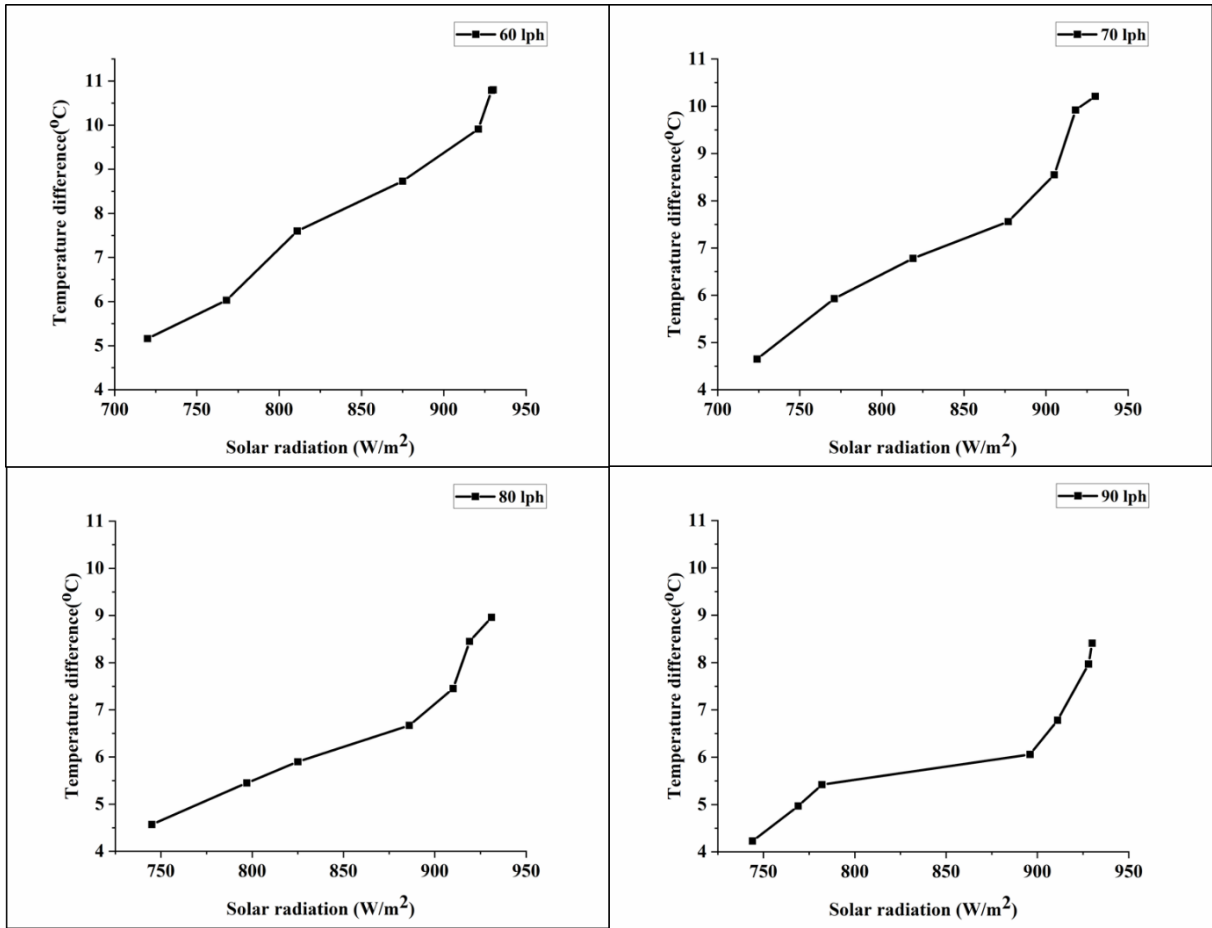 60 lph
11
10
9
8
7
6
5
4
Temperature difference(⁰C)
700 750 800 850 900 950
Solar radiation (W/m²)
70 lph
11
10
9
8
7
6
5
4
Temperature difference(⁰C)
700 750 800 850 900 950
Solar radiation (W/m²)
80 lph
11
10
9
8
7
6
5
4
Temperature difference(⁰C)
750 800 850 900 950
Solar radiation (W/m²)
90 lph
11
10
9
8
7
6
5
4
Temperature difference(⁰C)
750 800 850 900 950
Solar radiation (W/m²)